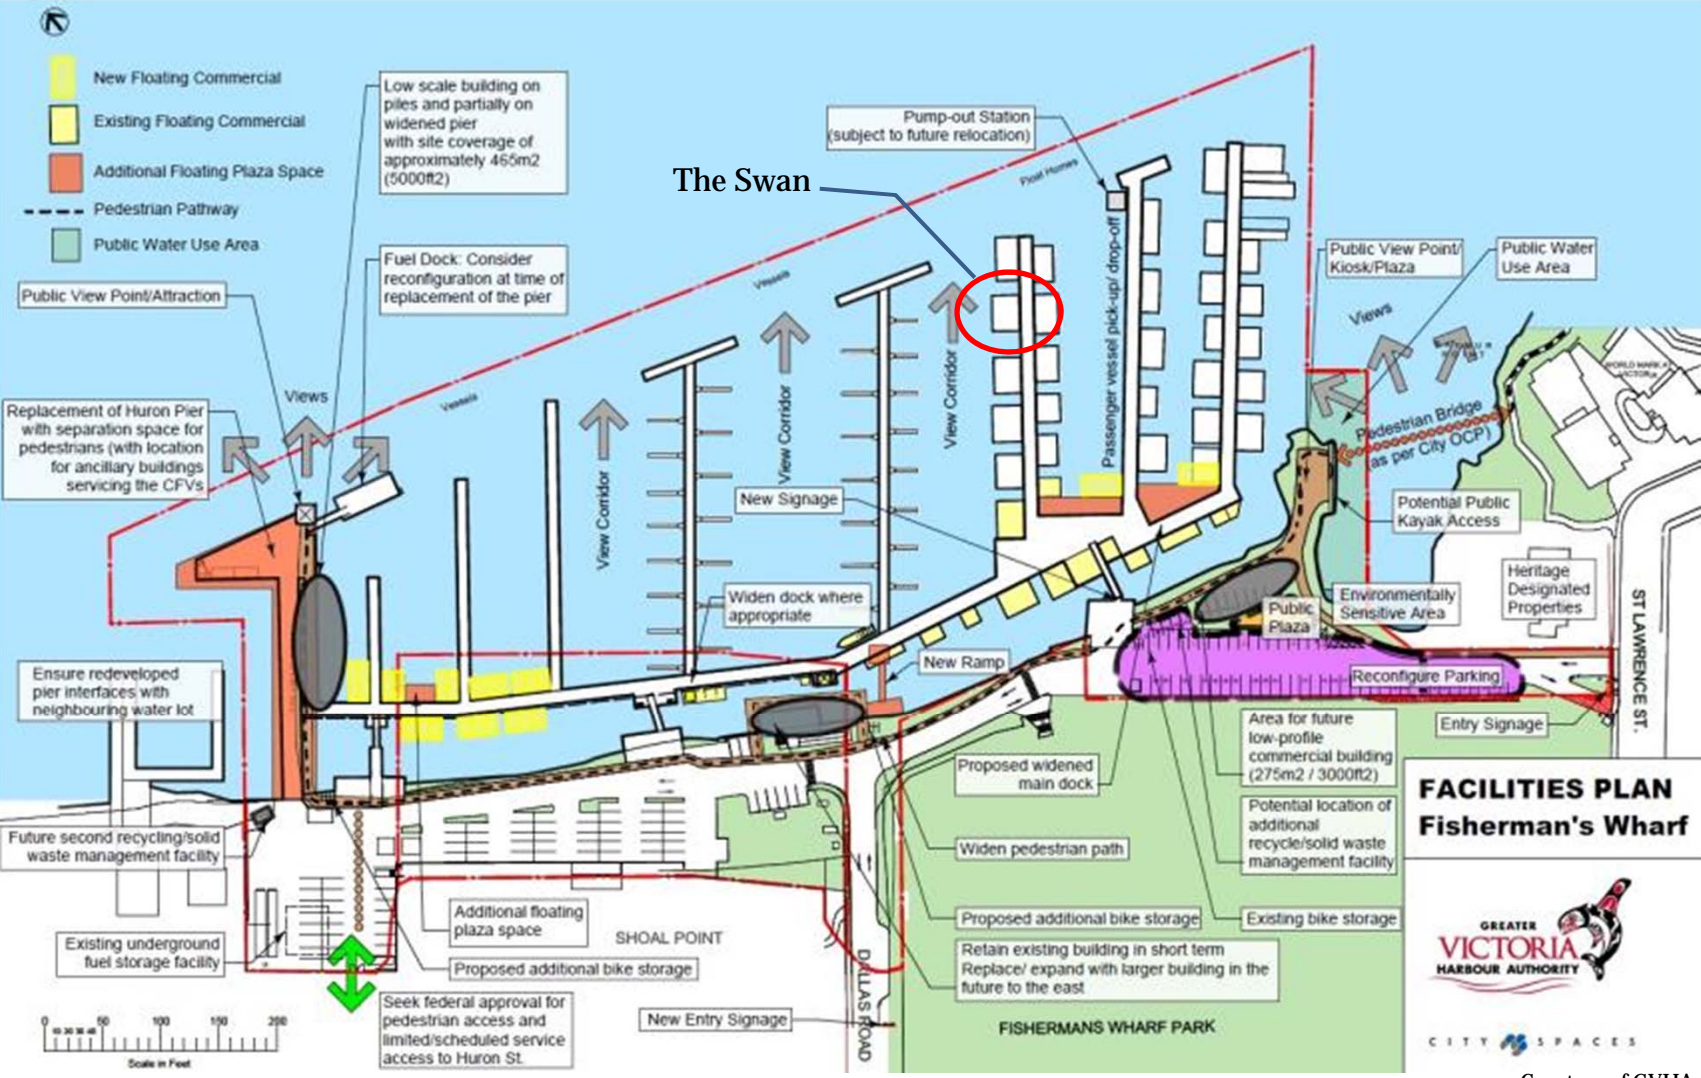 New Floating Commercial
Existing Floating Commercial
Additional Floating Plaza Space
Pedestrian Pathway
Public Water Use Area
Low scale building on
piles and partially on
widened pier
with site coverage of
approximately 465m2
(5000ft2)
Fuel Dock: Consider
reconfiguration at time of
replacement of the pier
Public View Point/Attraction
Replacement of Huron Pier
with separation space for
pedestrians (with location
for ancillary buildings
servicing the CFVs
Views
Vessels
Vessels
Float Homes
The Swan
Pump-out Station
(subject to future relocation)
View Corridor
View Corridor
View Corridor
Passenger vessel pick-up/ drop-off
New Signage
Public View Point/
Kiosk/Plaza
Public Water
Use Area
Views
Pedestrian Bridge
(as per City OCP)
Potential Public
Kayak Access
Heritage
Designated
Properties
ST LAWRENCE ST.
Environmentally
Sensitive Area
Public
Plaza
Reconfigure Parking
Entry Signage
Widen dock where
appropriate
New Ramp
Ensure redeveloped
pier interfaces with
neighbouring water lot
Proposed widened
main dock
Area for future
low-profile
commercial building
(275m2 / 3000ft2)
Potential location of
additional
recycle/solid waste
management facility
Widen pedestrian path
Future second recycling/solid
waste management facility
Existing underground
fuel storage facility
Additional floating
plaza space
SHOAL POINT
Proposed additional bike storage
Proposed additional bike storage
Existing bike storage
Retain existing building in short term
Replace/ expand with larger building in the
future to the east
Seek federal approval for
pedestrian access and
limited/scheduled service
access to Huron St.
New Entry Signage
DALLAS ROAD
FISHERMANS WHARF PARK
0 50 100 150 200
Scale in Feet
FACILITIES PLAN
Fisherman's Wharf
GREATER
VICTORIA
HARBOUR AUTHORITY
CITY SPACES